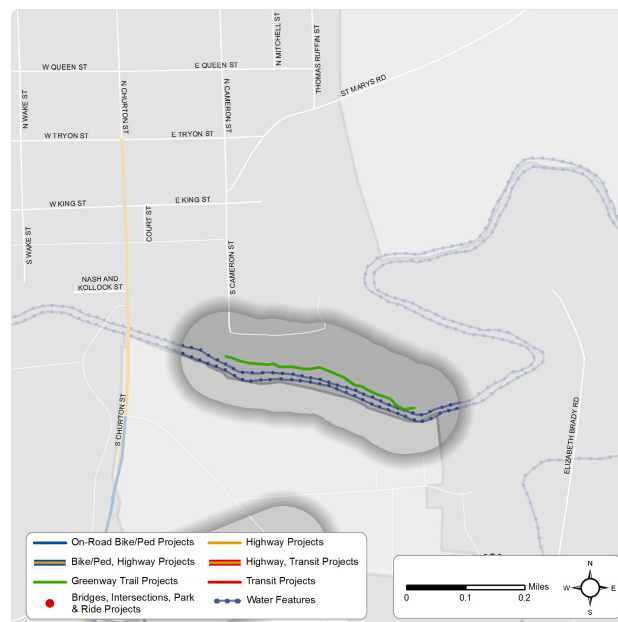 N MITCHELL ST
THOMAS RUFFIN ST
W QUEEN ST
E QUEEN ST
N WAKE ST
N CHURTON ST
N CAMERON ST
ST MARYS RD
W TRYON ST
E TRYON ST
W KING ST
E KING ST
COURT ST
S WAKE ST
S CAMERON ST
NASH AND
KOLLOCK ST
S CHURTON ST
ELIZABETH BRADY RD
On-Road Bike/Ped Projects
Highway Projects
Bike/Ped, Highway Projects
Highway, Transit Projects
Greenway Trail Projects
Transit Projects
Bridges, Intersections, Park
& Ride Projects
Water Features
Miles
0
0.1
0.2
N
W
E
S